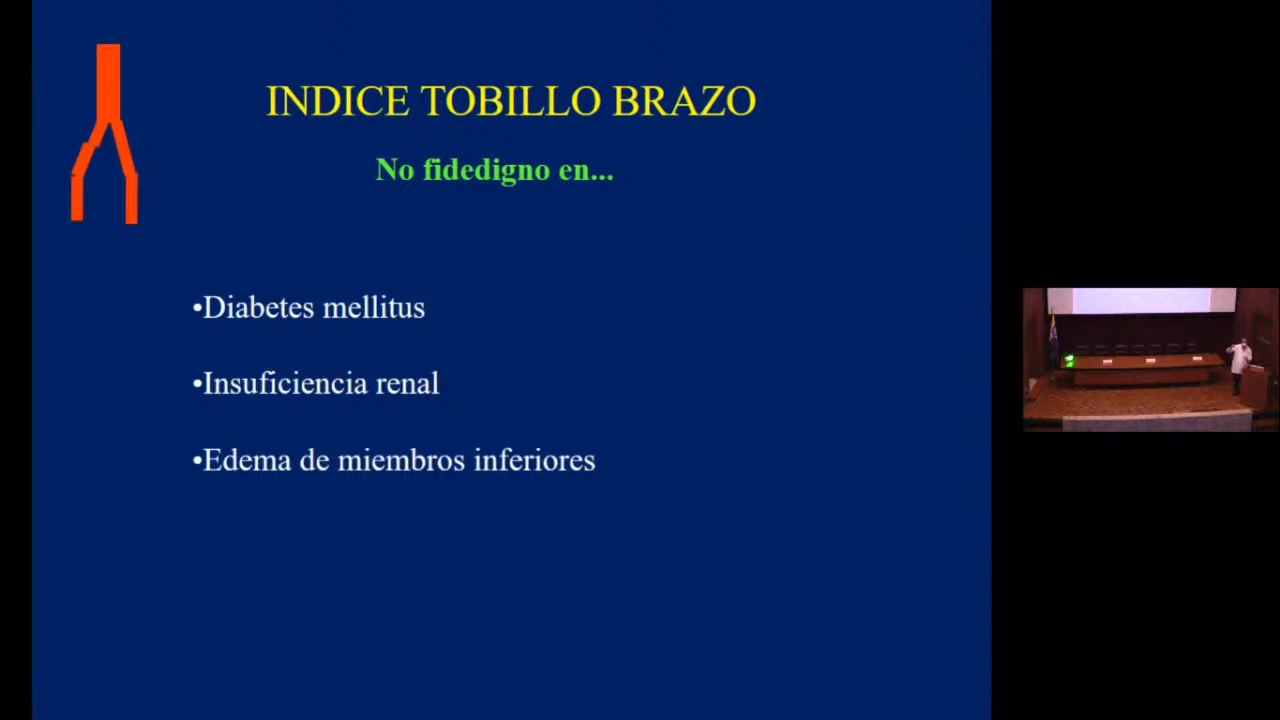 INDICE TOBILLO BRAZO
No fidedigno en...
•Diabetes mellitus
•Insuficiencia renal
•Edema de miembros inferiores